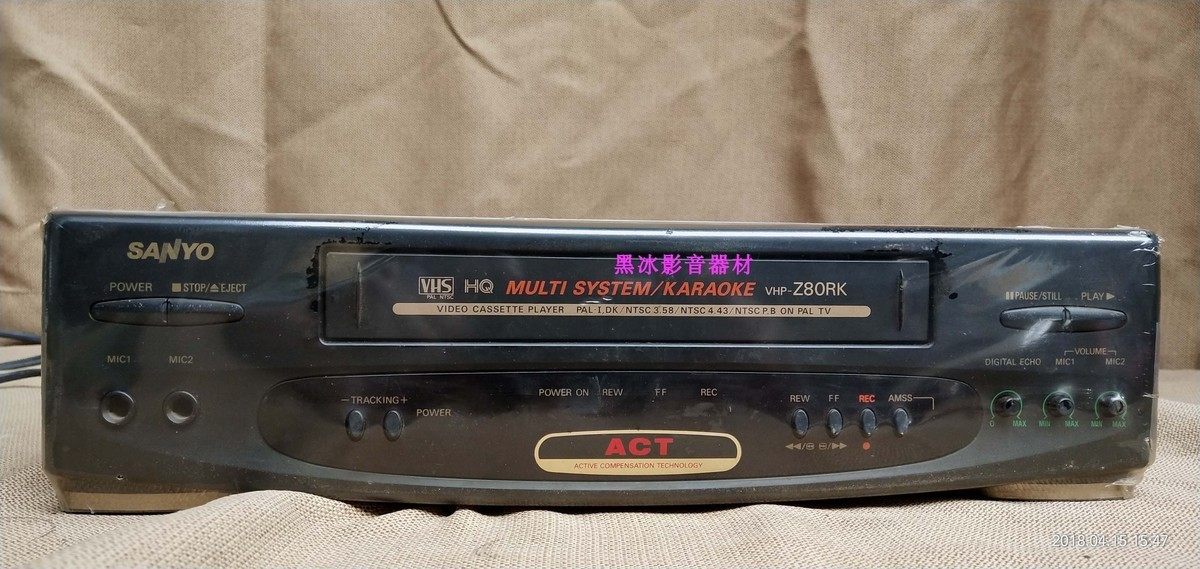 SANYO
POWER ■STOP/⏏EJECT
MIC1 MIC2
黑冰影音器材
VHS HQ MULTI SYSTEM/KARAOKE VHP-Z80RK
PAL NTSC
VIDEO CASSETTE PLAYER PAL-I,DK/NTSC 3.58/NTSC 4.43/NTSC P.B ON PAL TV
PAUSE/STILL PLAY▶
VOLUME
DIGITAL ECHO MIC1 MIC2
0 MAX MIN MAX MIN MAX
−TRACKING+
POWER
POWER ON REW FF REC
REW FF REC AMSS
ACT
ACTIVE COMPENSATION TECHNOLOGY
2018.04.15 15:47